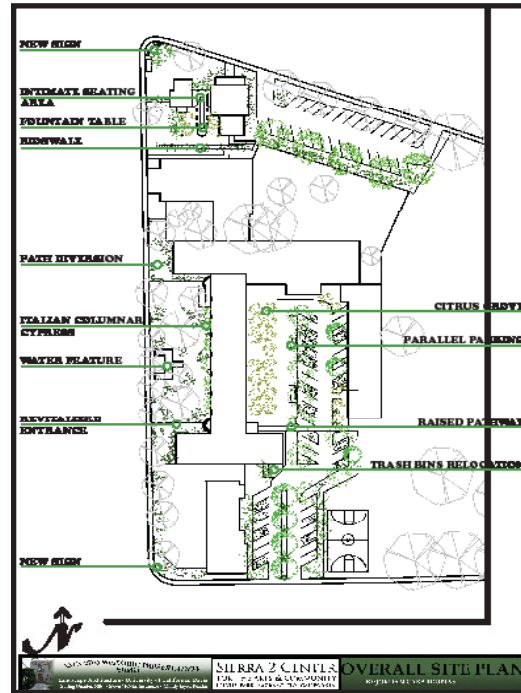 NEW SIGN
INTIMATE SEATING
AREA
FOUNTAIN TABLE
BIOSWALE
PATH DIVERSION
ITALIAN COLUMNAR
CYPRESS
WATER FEATURE
REVITALIZED
ENTRANCE
NEW SIGN
CITRUS GROVE
PARALLEL PARKING
RAISED PATHWAY
TRASH BINS RELOCATION
SIERRA 2 CENTER
FOR THE ARTS & COMMUNITY
OVERALL SITE PLAN